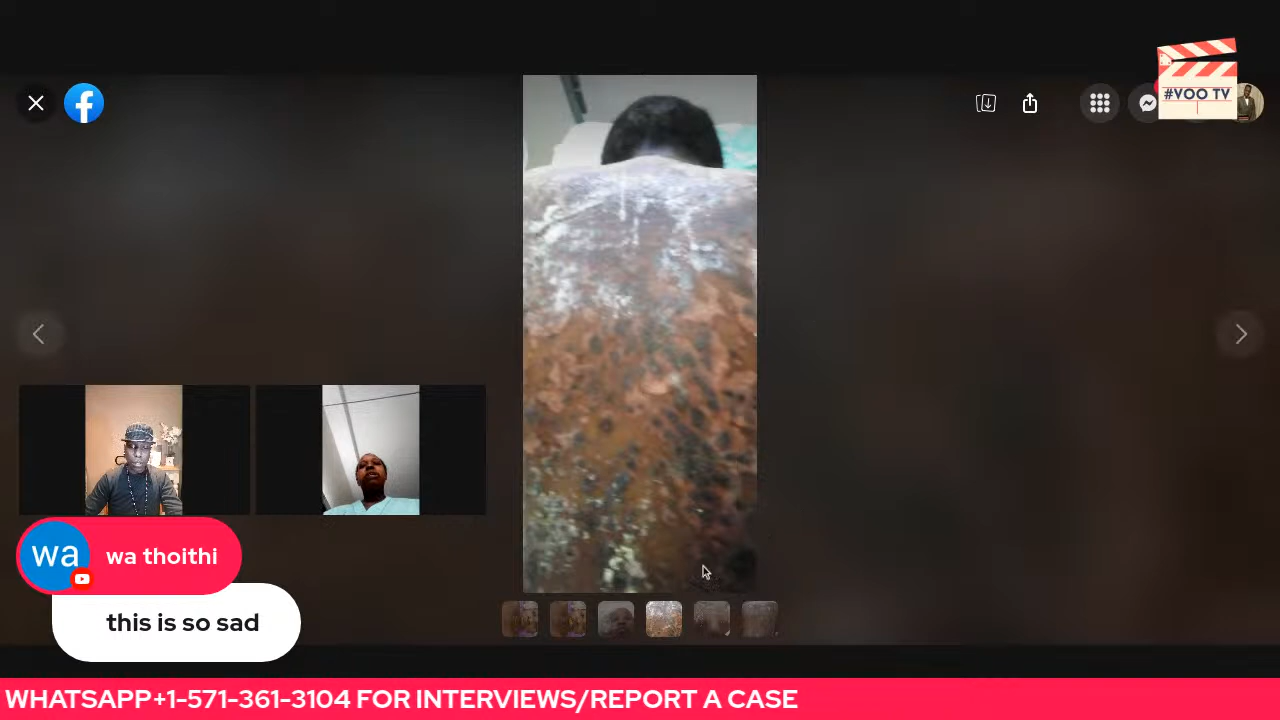 #VOO TV
wa
wa thoithi
this is so sad
WHATSAPP+1-571-361-3104 FOR INTERVIEWS/REPORT A CASE